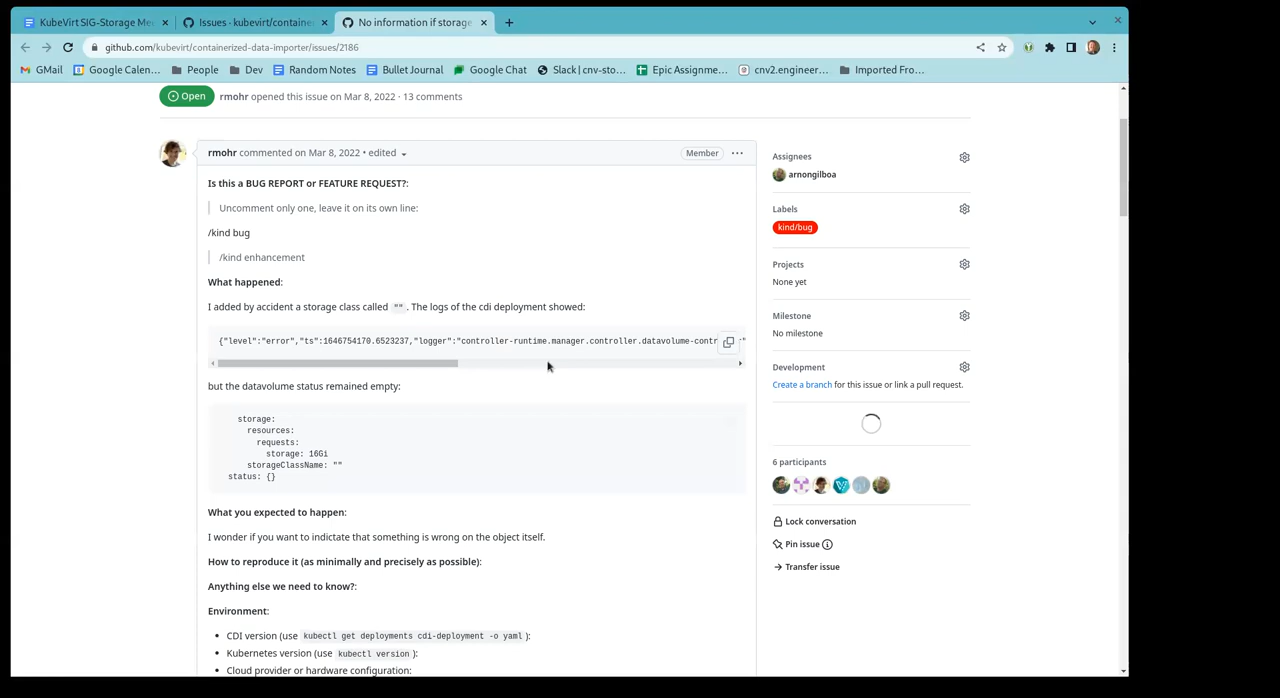 KubeVirt SIG-Storage Me
Issues · kubevirt/containe
No information if storage
github.com/kubevirt/containerized-data-importer/issues/2186
GMail
Google Calen...
People
Dev
Random Notes
Bullet Journal
Google Chat
Slack | cnv-sto...
Epic Assignme...
cnv2.engineer...
Imported Fro...
Open
rmohr opened this issue on Mar 8, 2022 · 13 comments
rmohr commented on Mar 8, 2022 • edited
Member
Is this a BUG REPORT or FEATURE REQUEST?:
Uncomment only one, leave it on its own line:
/kind bug
/kind enhancement
What happened:
I added by accident a storage class called "". The logs of the cdi deployment showed:
{"level":"error","ts":1646754170.6523237,"logger":"controller-runtime.manager.controller.datavolume-contr
but the datavolume status remained empty:
storage:
resources:
requests:
storage: 16Gi
storageClassName: ""
status: {}
What you expected to happen:
I wonder if you want to indictate that something is wrong on the object itself.
How to reproduce it (as minimally and precisely as possible):
Anything else we need to know?:
Environment:
• CDI version (use kubectl get deployments cdi-deployment -o yaml ):
• Kubernetes version (use kubectl version ):
• Cloud provider or hardware configuration:
Assignees
arnongilboa
Labels
kind/bug
Projects
None yet
Milestone
No milestone
Development
Create a branch for this issue or link a pull request.
6 participants
Lock conversation
Pin issue
Transfer issue